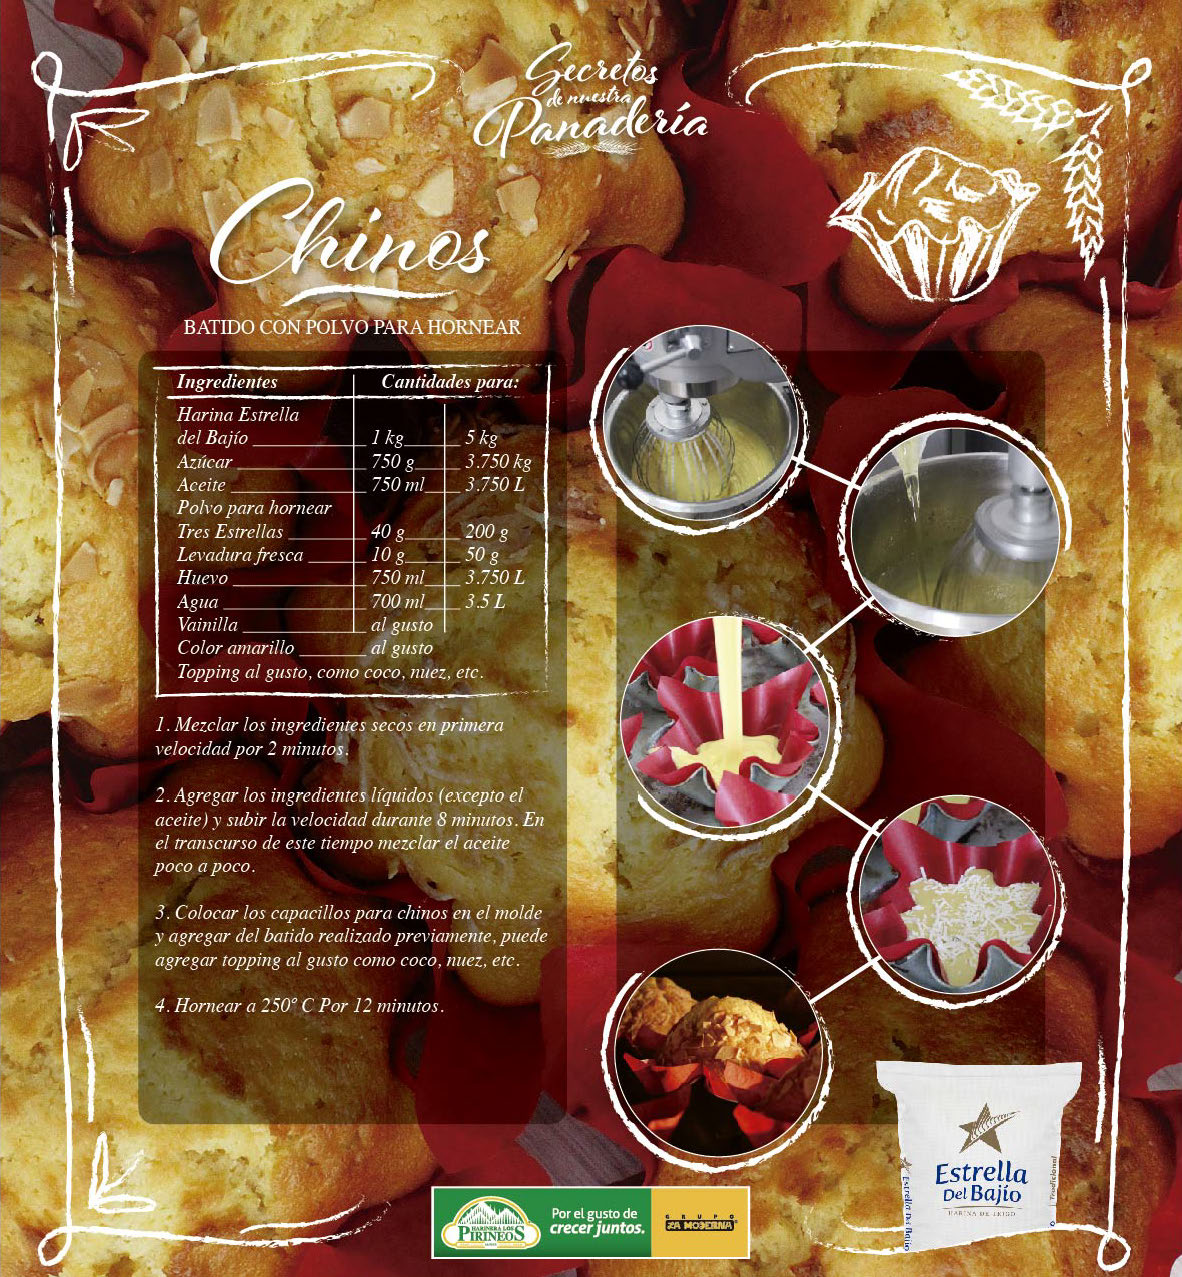 Secretos
de nuestra
Panadería
Chinos
BATIDO CON POLVO PARA HORNEAR
Ingredientes Cantidades para:
Harina Estrella
del Bajío 1 kg 5 kg
Azúcar 750 g 3.750 kg
Aceite 750 ml 3.750 L
Polvo para hornear
Tres Estrellas 40 g 200 g
Levadura fresca 10 g 50 g
Huevo 750 ml 3.750 L
Agua 700 ml 3.5 L
Vainilla al gusto
Color amarillo al gusto
Topping al gusto, como coco, nuez, etc.
1. Mezclar los ingredientes secos en primera
velocidad por 2 minutos.
2. Agregar los ingredientes líquidos (excepto el
aceite) y subir la velocidad durante 8 minutos. En
el transcurso de este tiempo mezclar el aceite
poco a poco.
3. Colocar los capacillos para chinos en el molde
y agregar del batido realizado previamente, puede
agregar topping al gusto como coco, nuez, etc.
4. Hornear a 250º C Por 12 minutos.
Estrella
Del Bajío
HARINA DE TRIGO
Estrella Del Bajío
Tradicional
HARINERA LOS
PIRINEOS
Por el gusto de
crecer juntos.
GRUPO
LA MODERNA